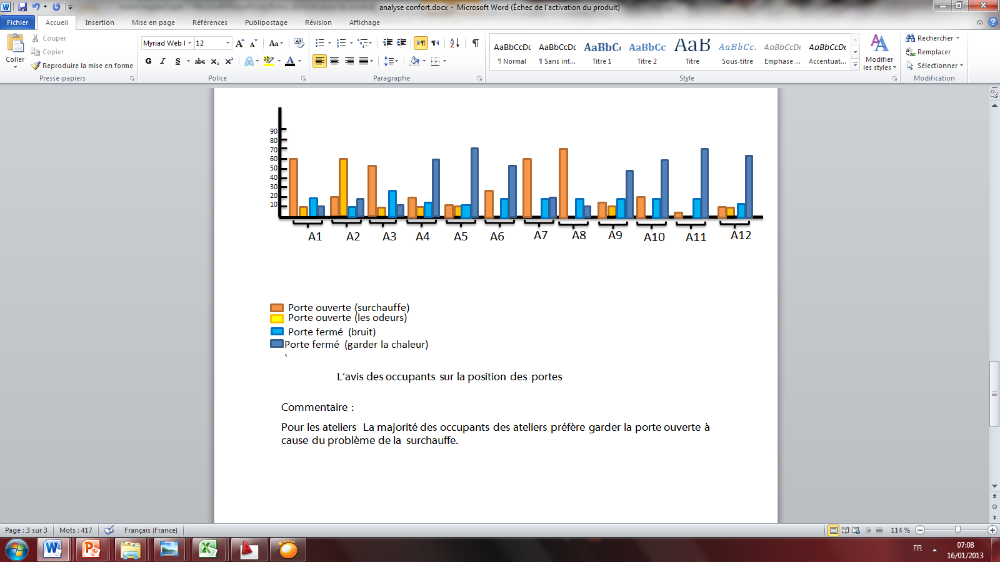 analyse confort.docx - Microsoft Word (Échec de l'activation du produit)
Fichier Accueil Insertion Mise en page Références Publipostage Révision Affichage
Coller
Couper
Copier
Reproduire la mise en forme
Presse-papiers
Myriad Web 12
G I S abc x₂ x² A ab A
Aa
Police
Paragraphe
AaBbCcDc AaBbCcDc AaBbCc AaBbCc AaB AaBbCc. AaBbCcDc AaBbCcDc
¶ Normal ¶ Sans int... Titre 1 Titre 2 Titre Sous-titre Emphase ... Accentuat...
Modifier
les styles
Style
Rechercher
Remplacer
Sélectionner
Modification
90
80
70
60
50
40
30
20
10
A1 A2 A3 A4 A5 A6 A7 A8 A9 A10 A11 A12
Porte ouverte (surchauffe)
Porte ouverte (les odeurs)
Porte fermé (bruit)
Porte fermé (garder la chaleur)
L'avis des occupants sur la position des portes
Commentaire :
Pour les ateliers La majorité des occupants des ateliers préfère garder la porte ouverte à
cause du problème de la surchauffe.
Page : 3 sur 3 Mots : 417 Français (France) 114 %
FR 07:08
16/01/2013